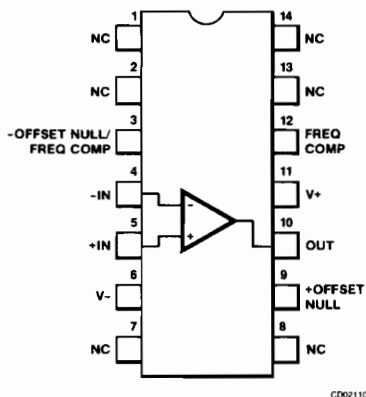 1 14
NC NC
2 13
NC NC
3 12
-OFFSET NULL/
FREQ COMP
FREQ
COMP
4 11
-IN V+
-
5 10
+IN OUT
+
6 9
V- +OFFSET
NULL
7 8
NC NC
CD02110